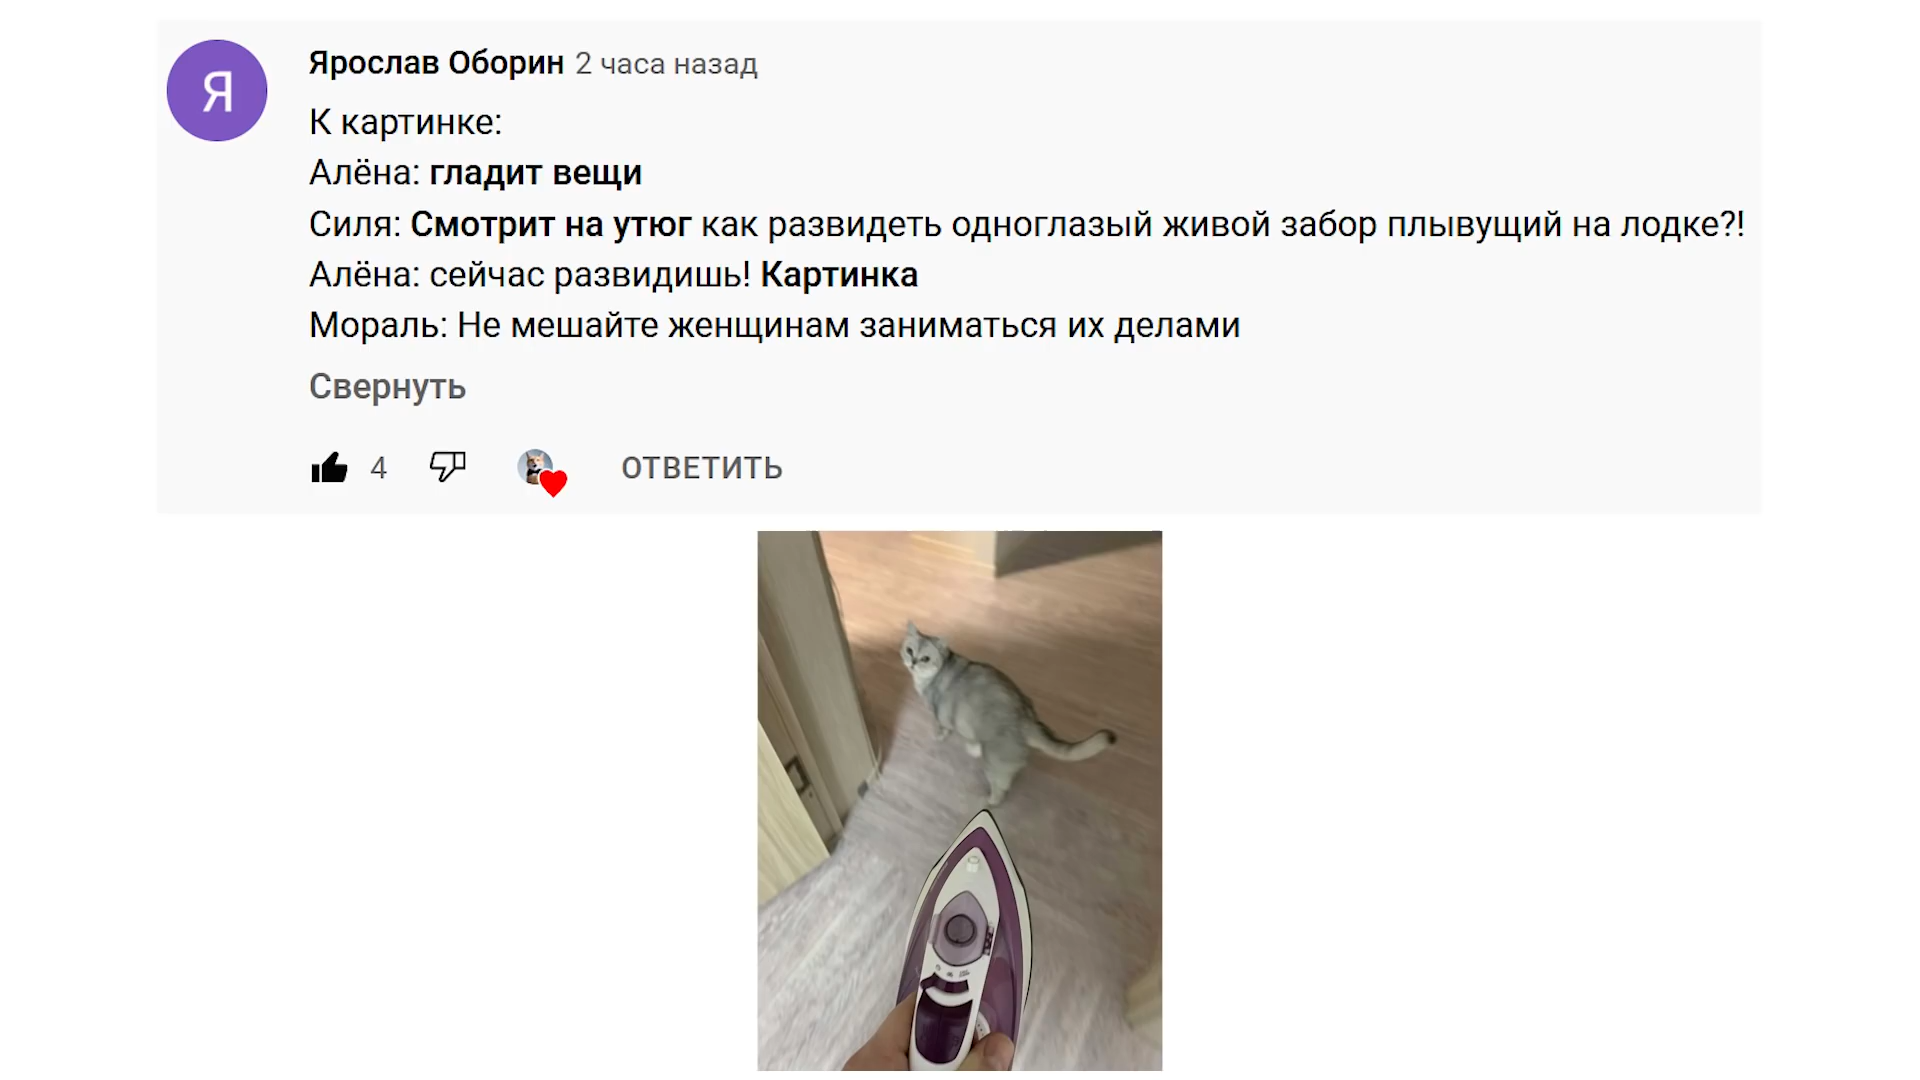 Я
Ярослав Оборин 2 часа назад
К картинке:
Алёна: гладит вещи
Силя: Смотрит на утюг как развидеть одноглазый живой забор плывущий на лодке?!
Алёна: сейчас развидишь! Картинка
Мораль: Не мешайте женщинам заниматься их делами
Свернуть
4
ОТВЕТИТЬ